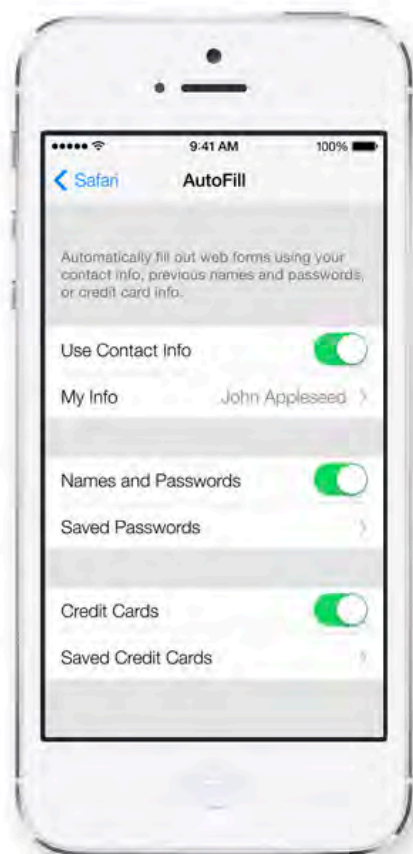 9:41 AM 100%
Safari AutoFill
Automatically fill out web forms using your
contact info, previous names and passwords,
or credit card info.
Use Contact Info
My Info John Appleseed
Names and Passwords
Saved Passwords
Credit Cards
Saved Credit Cards